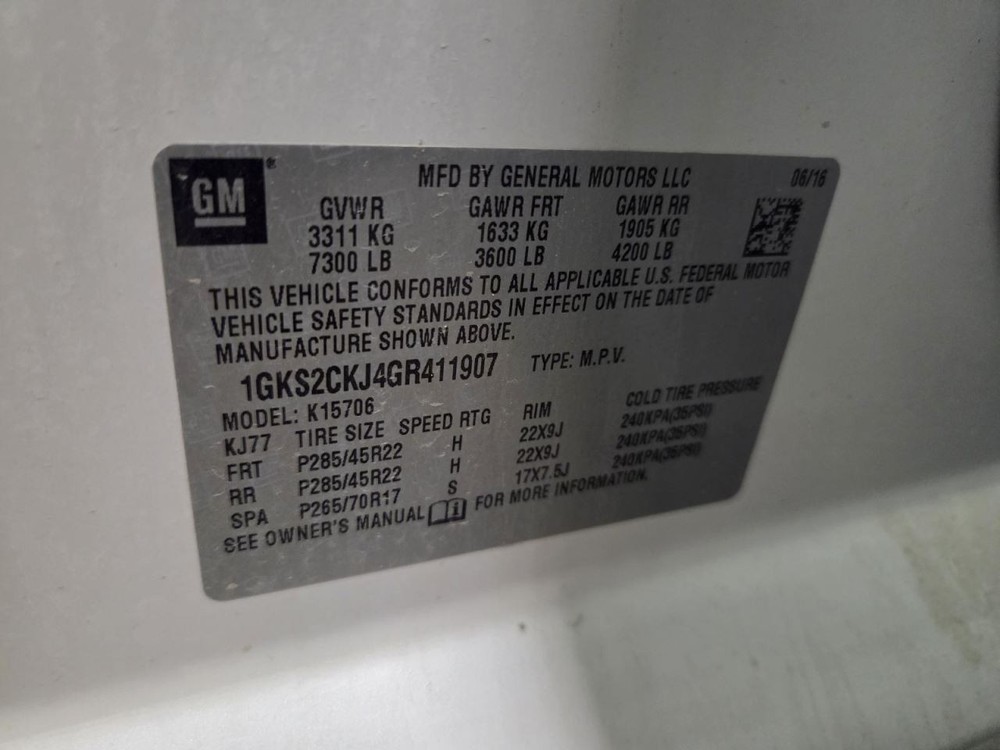 GM
MFD BY GENERAL MOTORS LLC 06/16
GVWR GAWR FRT GAWR RR
3311 KG 1633 KG 1905 KG
7300 LB 3600 LB 4200 LB
THIS VEHICLE CONFORMS TO ALL APPLICABLE U.S. FEDERAL MOTOR
VEHICLE SAFETY STANDARDS IN EFFECT ON THE DATE OF
MANUFACTURE SHOWN ABOVE.
1GKS2CKJ4GR411907 TYPE: M.P.V.
MODEL: K15706
KJ77 TIRE SIZE SPEED RTG RIM COLD TIRE PRESSURE
FRT P285/45R22 H 22X9J 240KPA(35PSI)
RR P285/45R22 H 22X9J 240KPA(35PSI)
SPA P265/70R17 S 17X7.5J 240KPA(35PSI)
SEE OWNER'S MANUAL FOR MORE INFORMATION.